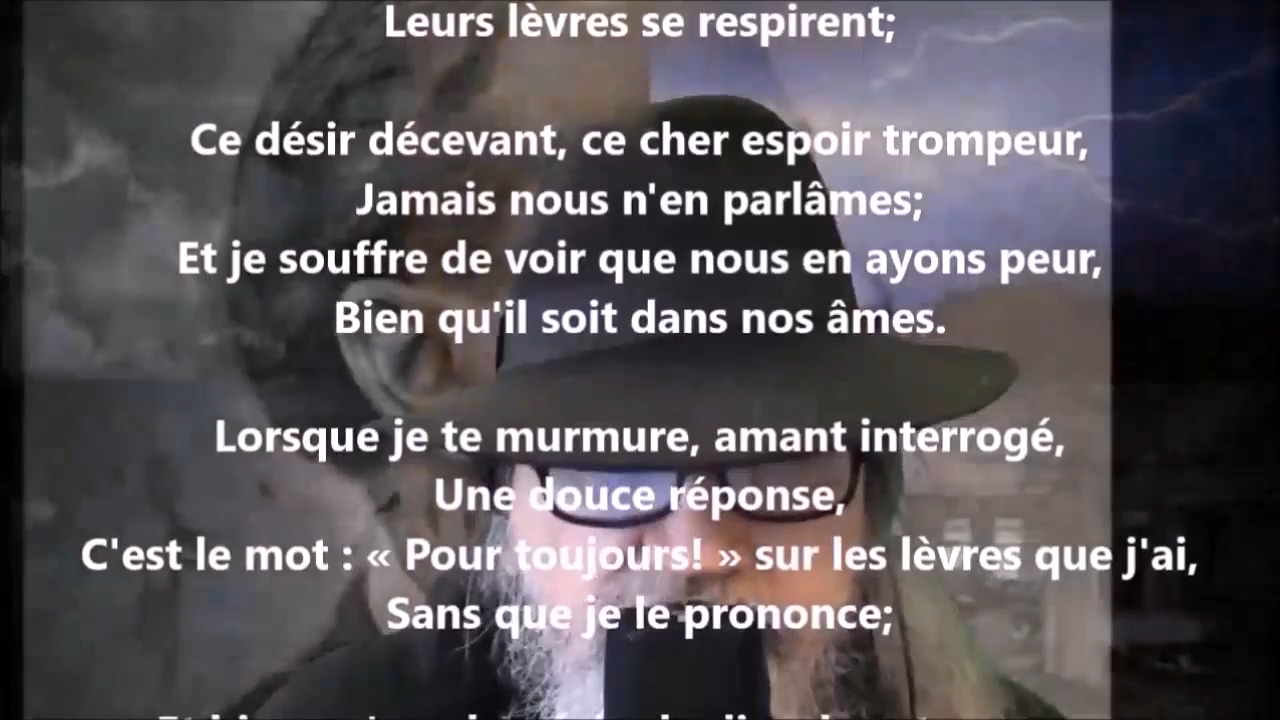 Leurs lèvres se respirent;
Ce désir décevant, ce cher espoir trompeur,
Jamais nous n'en parlâmes;
Et je souffre de voir que nous en ayons peur,
Bien qu'il soit dans nos âmes.
Lorsque je te murmure, amant interrogé,
Une douce réponse,
C'est le mot : « Pour toujours! » sur les lèvres que j'ai,
Sans que je le prononce;